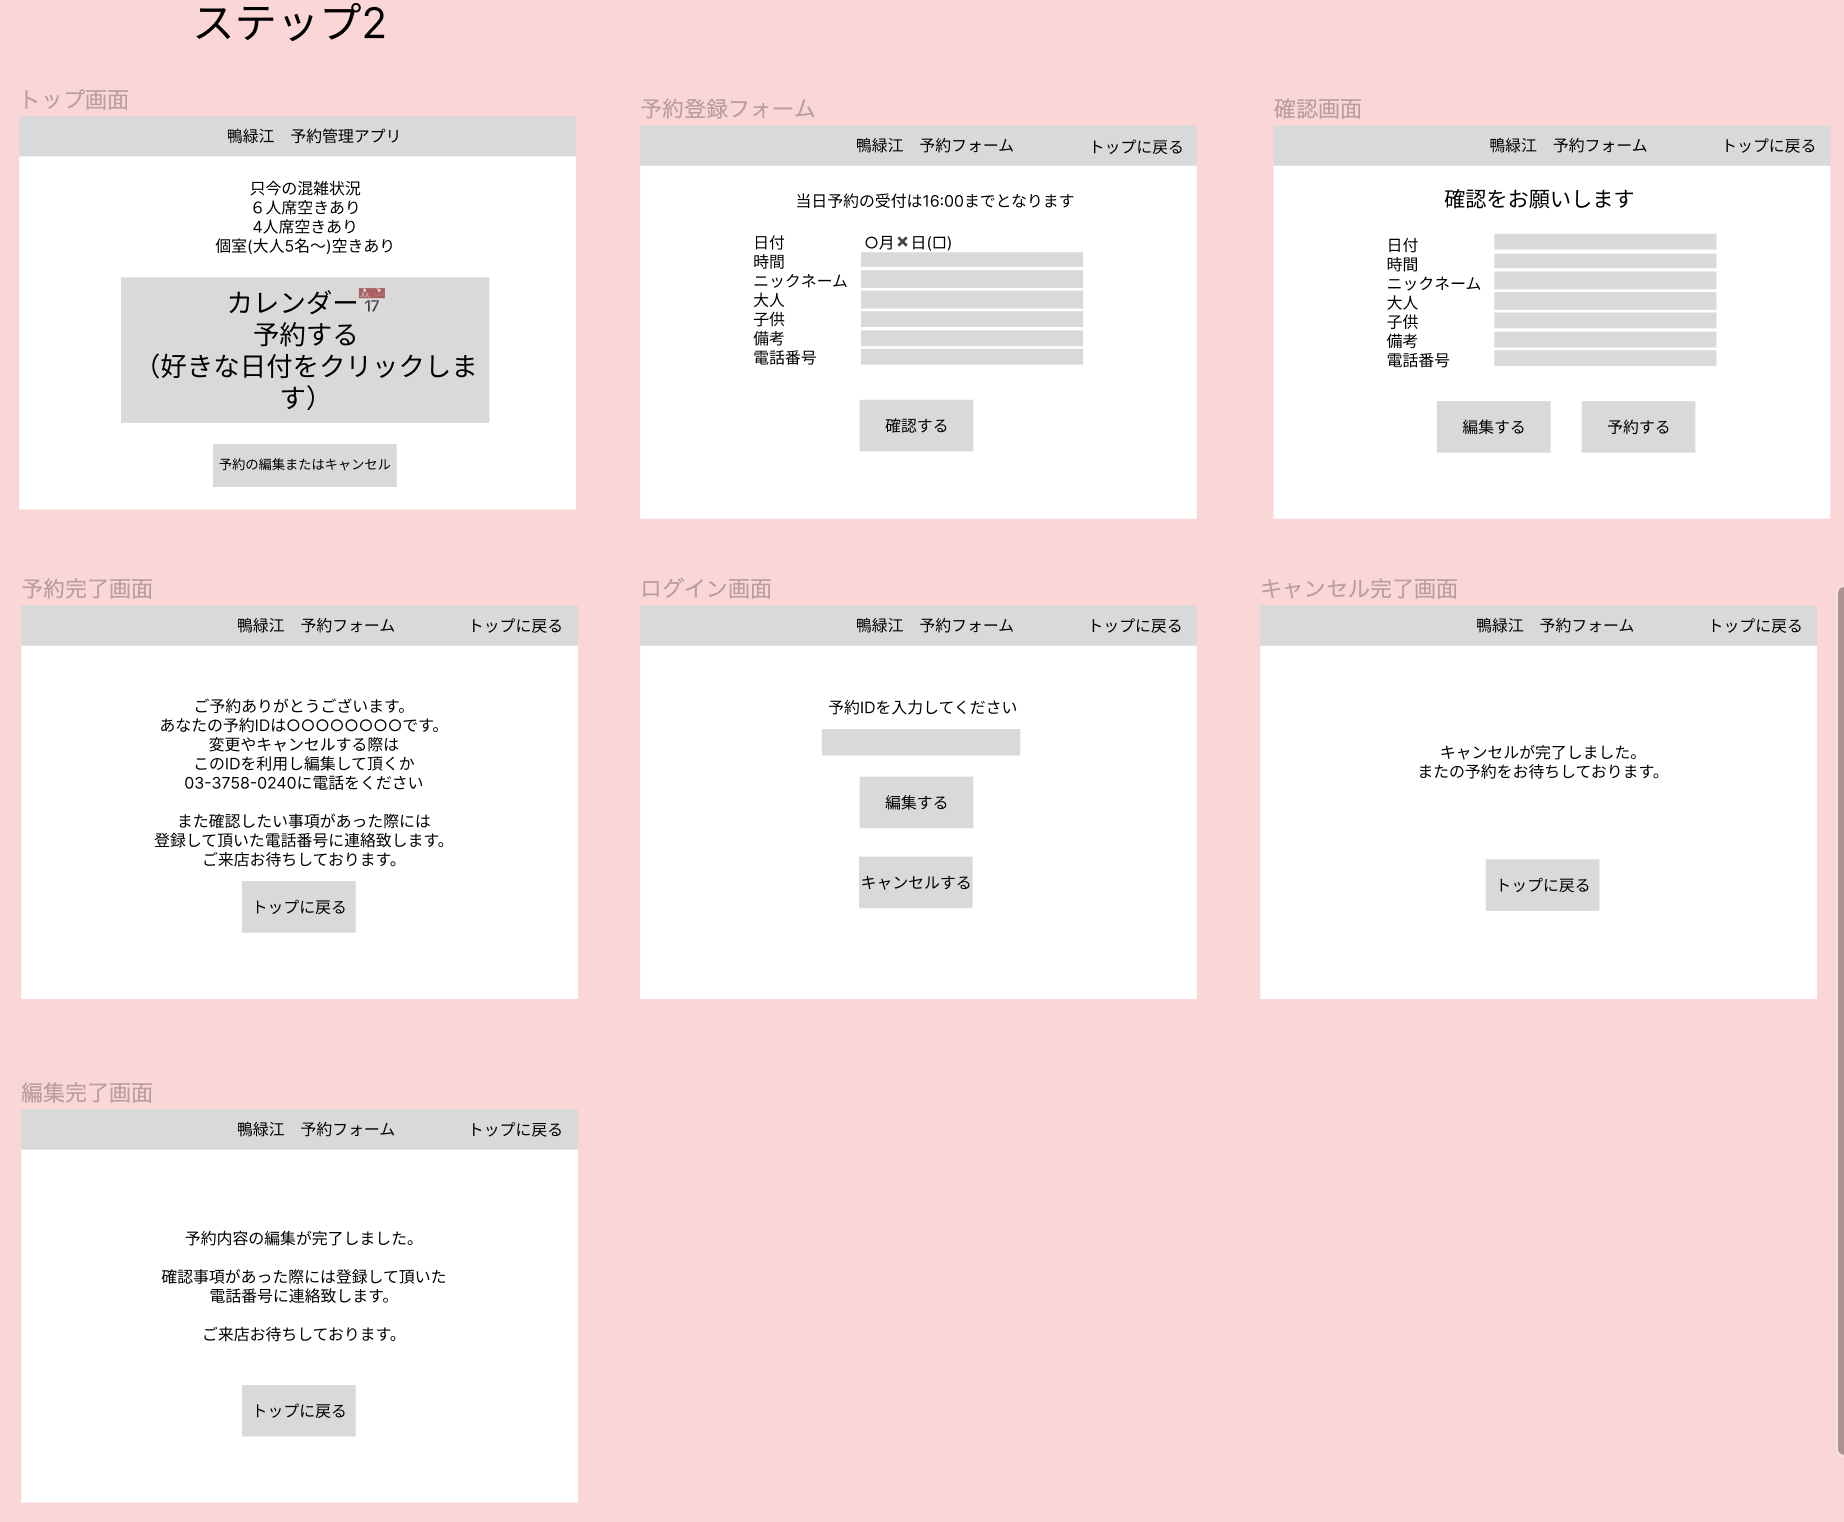 ステップ2
トップ画面
鴨緑江　予約管理アプリ
只今の混雑状況
６人席空きあり
4人席空きあり
個室(大人5名〜)空きあり
カレンダー📅
17
予約する
（好きな日付をクリックしま
す）
予約の編集またはキャンセル
予約登録フォーム
鴨緑江　予約フォーム
トップに戻る
当日予約の受付は16:00までとなります
日付　〇月✖日(口)
時間
ニックネーム
大人
子供
備考
電話番号
確認する
確認画面
鴨緑江　予約フォーム
トップに戻る
確認をお願いします
日付
時間
ニックネーム
大人
子供
備考
電話番号
編集する
予約する
予約完了画面
鴨緑江　予約フォーム
トップに戻る
ご予約ありがとうございます。
あなたの予約IDは〇〇〇〇〇〇〇〇です。
変更やキャンセルする際は
このIDを利用し編集して頂くか
03-3758-0240に電話をください
また確認したい事項があった際には
登録して頂いた電話番号に連絡致します。
ご来店お待ちしております。
トップに戻る
ログイン画面
鴨緑江　予約フォーム
トップに戻る
予約IDを入力してください
編集する
キャンセルする
キャンセル完了画面
鴨緑江　予約フォーム
トップに戻る
キャンセルが完了しました。
またの予約をお待ちしております。
トップに戻る
編集完了画面
鴨緑江　予約フォーム
トップに戻る
予約内容の編集が完了しました。
確認事項があった際には登録して頂いた
電話番号に連絡致します。
ご来店お待ちしております。
トップに戻る